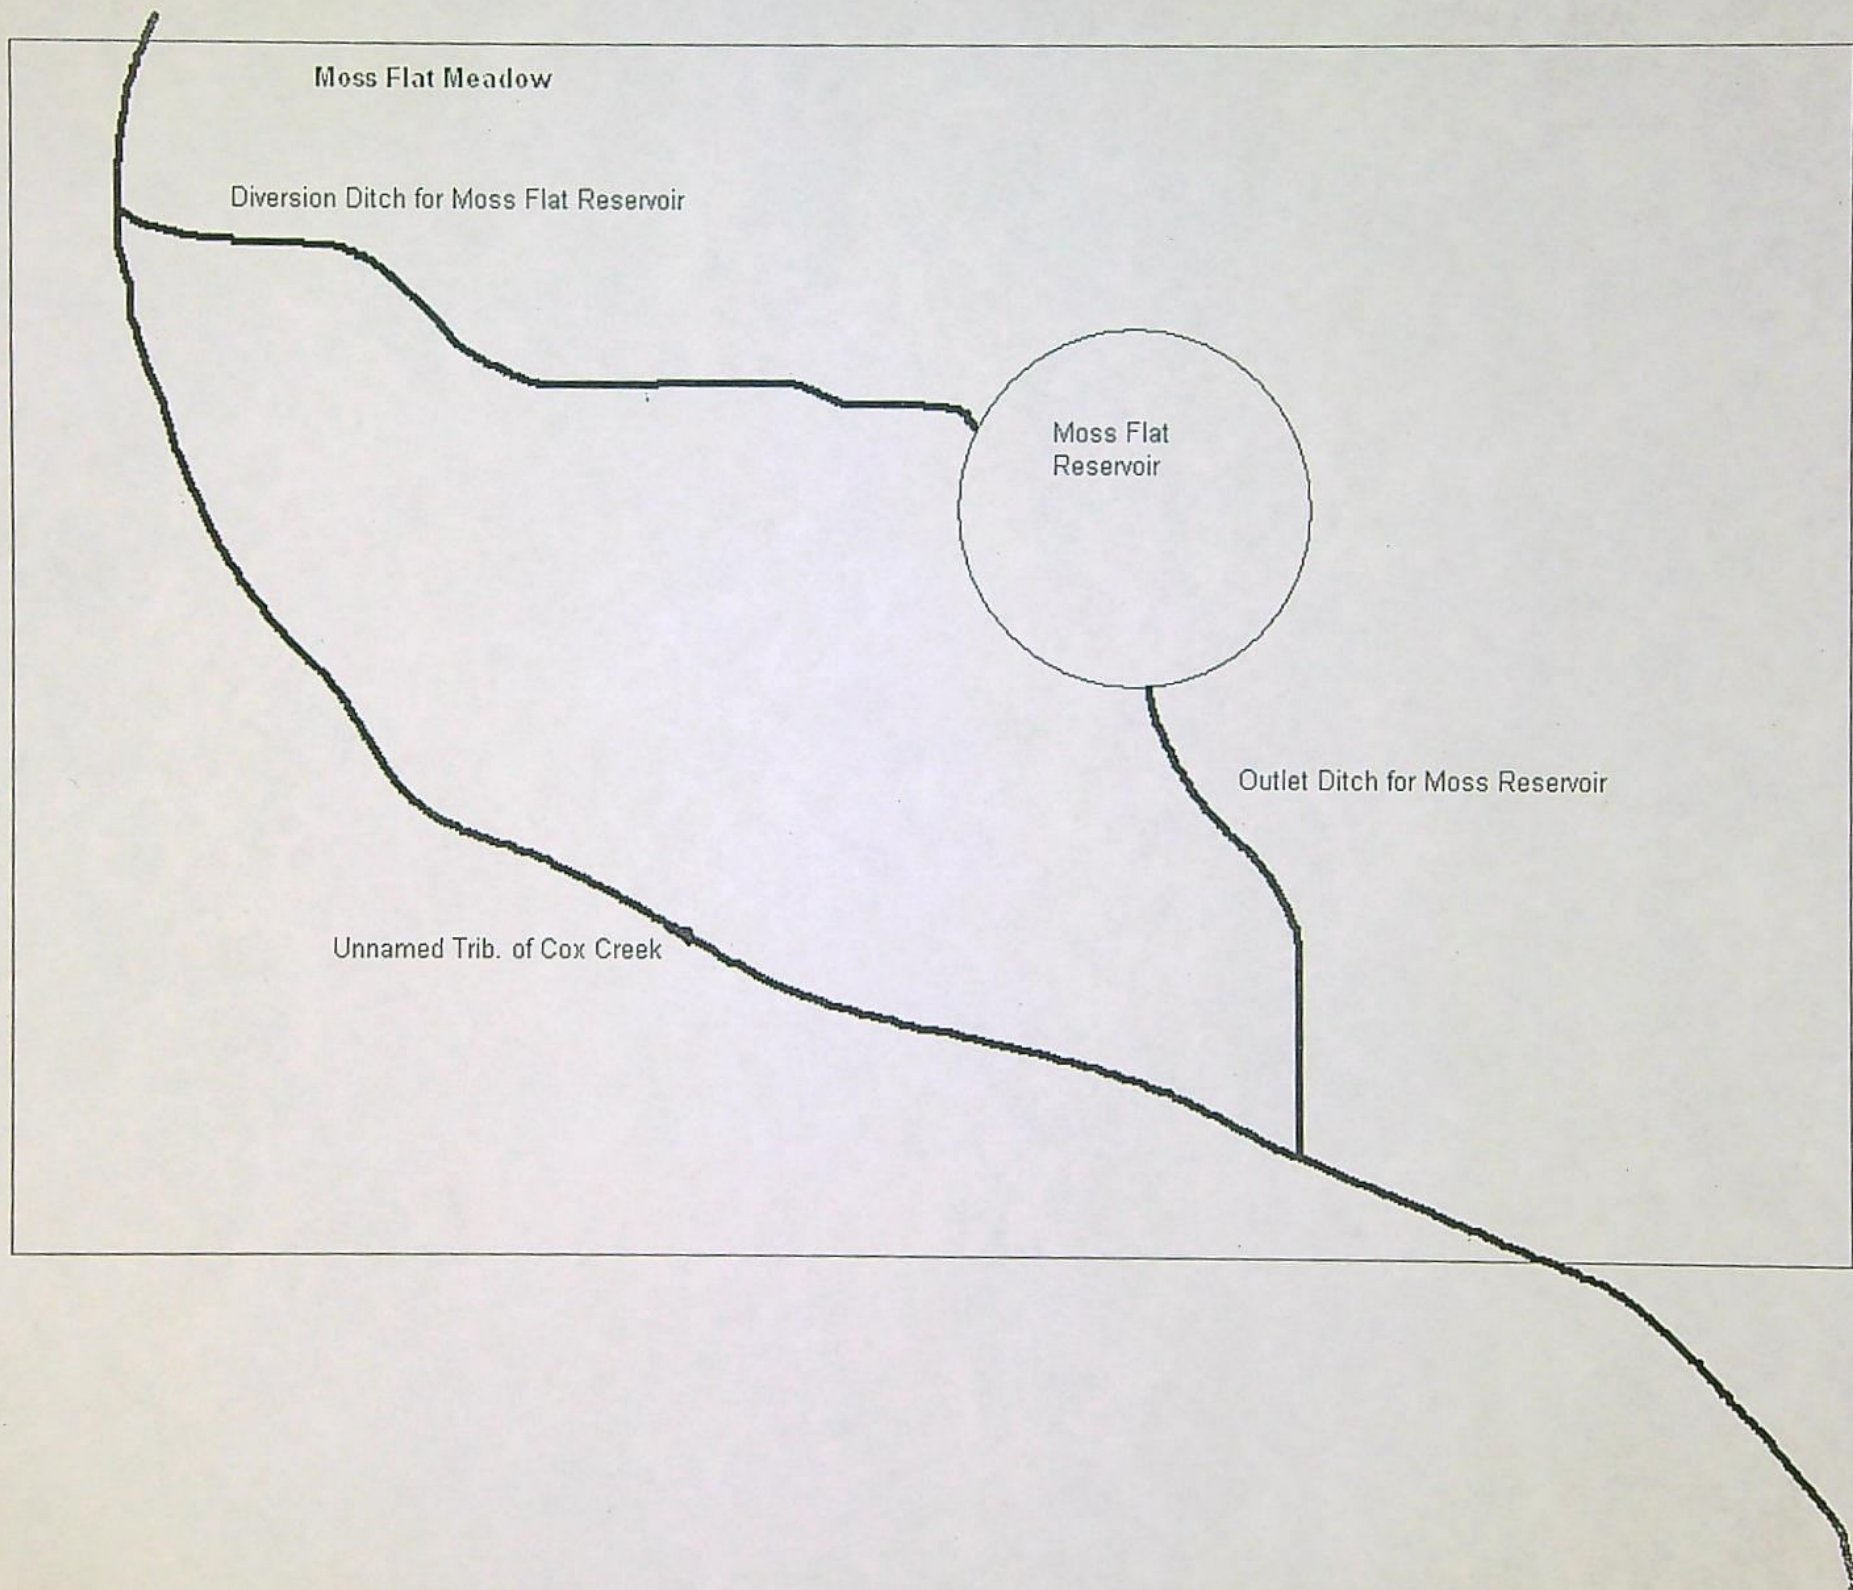 Moss Flat Meadow
Diversion Ditch for Moss Flat Reservoir
Moss Flat
Reservoir
Outlet Ditch for Moss Reservoir
Unnamed Trib. of Cox Creek